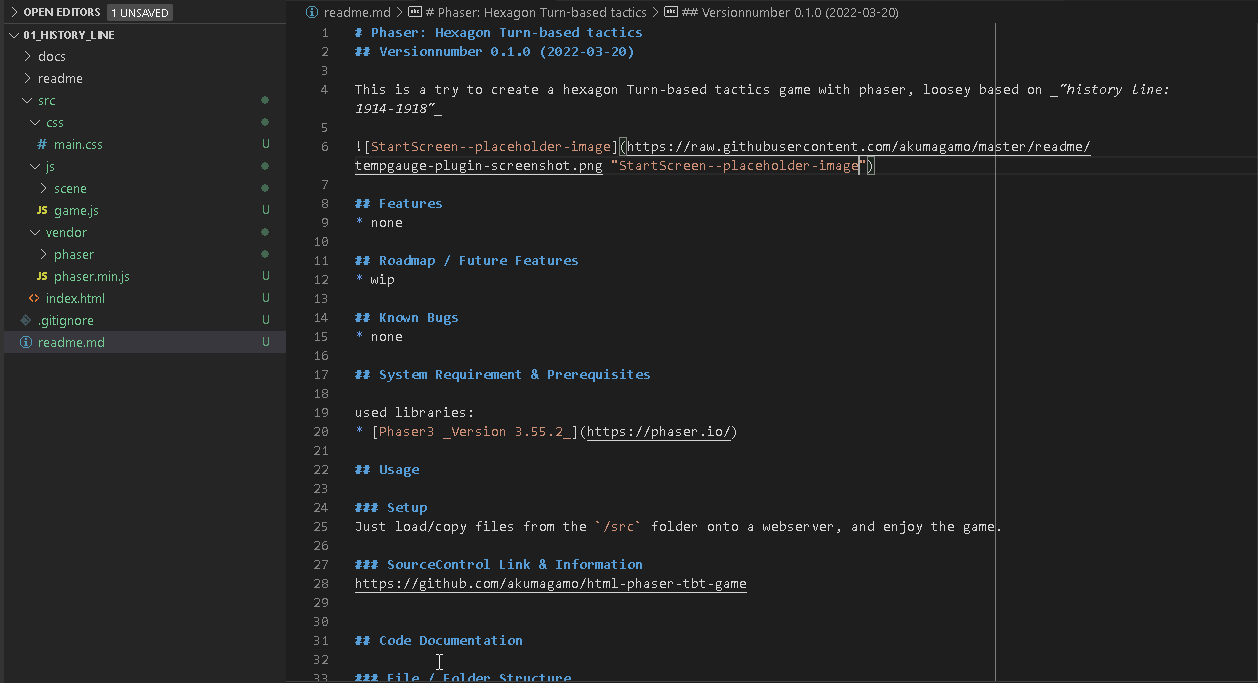 OPEN EDITORS 1 UNSAVED
01_HISTORY_LINE
docs
readme
src
css
# main.css U
js
scene
JS game.js U
vendor
phaser
JS phaser.min.js U
<> index.html U
.gitignore U
readme.md U
readme.md > # Phaser: Hexagon Turn-based tactics > ## Versionnumber 0.1.0 (2022-03-20)
1 # Phaser: Hexagon Turn-based tactics
2 ## Versionnumber 0.1.0 (2022-03-20)
3
4 This is a try to create a hexagon Turn-based tactics game with phaser, loosey based on _"history line:
1914-1918"_
5
6 ![StartScreen--placeholder-image](https://raw.githubusercontent.com/akumagamo/master/readme/
tempgauge-plugin-screenshot.png "StartScreen--placeholder-image")
7
8 ## Features
9 * none
10
11 ## Roadmap / Future Features
12 * wip
13
14 ## Known Bugs
15 * none
16
17 ## System Requirement & Prerequisites
18
19 used libraries:
20 * [Phaser3 _Version 3.55.2_](https://phaser.io/)
21
22 ## Usage
23
24 ### Setup
25 Just load/copy files from the `/src` folder onto a webserver, and enjoy the game.
26
27 ### SourceControl Link & Information
28 https://github.com/akumagamo/html-phaser-tbt-game
29
30
31 ## Code Documentation
32
33 ### File / Folder Structure